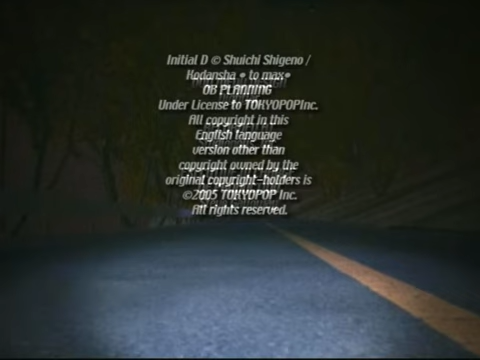 Initial D © Shuichi Shigeno /
Kodansha • to max•
OB PLANNING
Under License to TOKYOPOPInc.
All copyright in this
English language
version other than
copyright owned by the
original copyright-holders is
©2005 TOKYOPOP Inc.
All rights reserved.